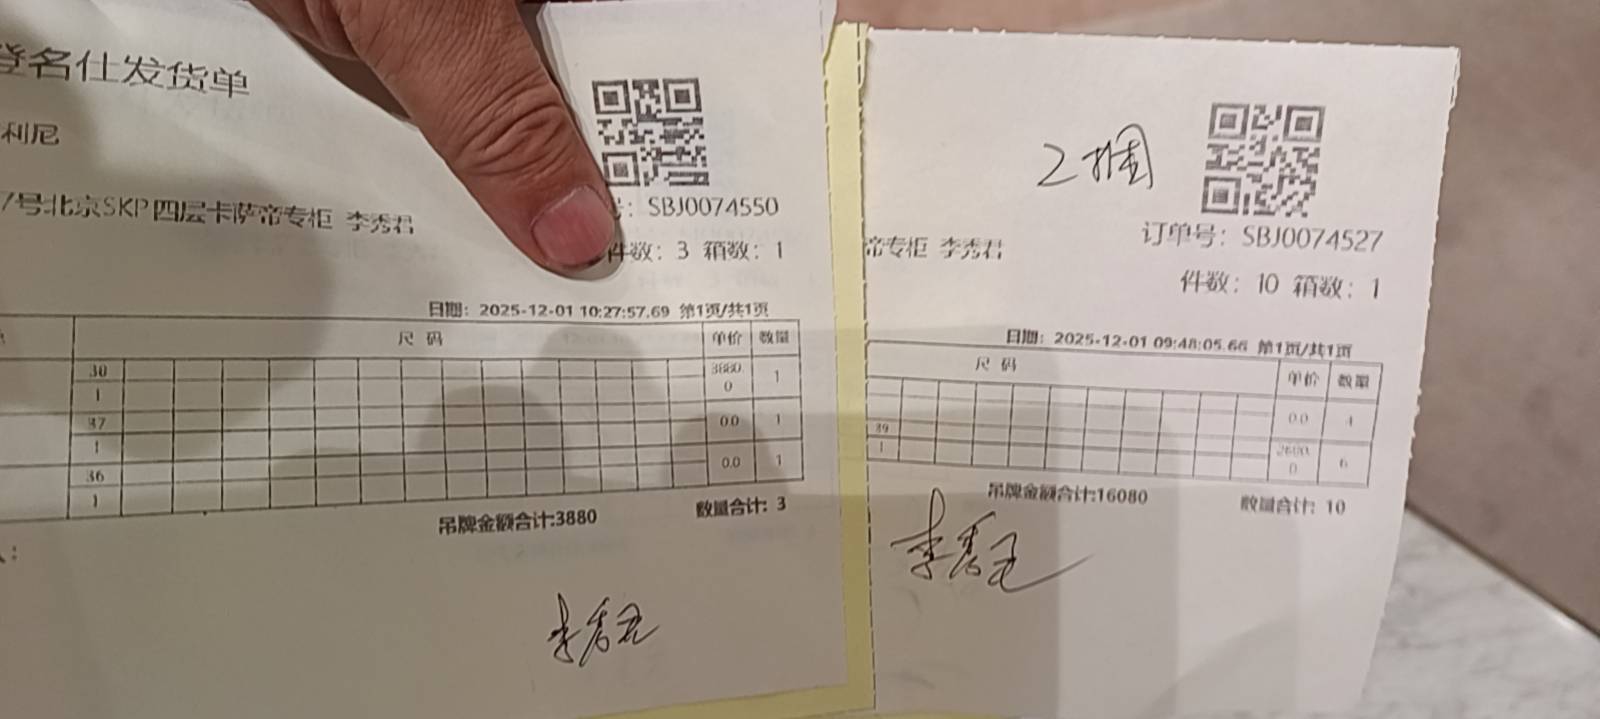 登名仕发货单
利尼
7号北京SKP四层卡萨帝专柜 李秀君
号: SBJ0074550
件数: 3 箱数: 1
日期: 2025-12-01 10:27:57.69 第1页/共1页
尺 码 单价 数量
30 3880.0 1
1
37 0.0 1
1
36 0.0 1
1
吊牌金额合计:3880 数量合计: 3
李秀君
2捆
订单号: SBJ0074527
帝专柜 李秀君
件数: 10 箱数: 1
日期: 2025-12-01 09:48:05.66 第1页/共1页
尺 码 单价 数量
0.0 4
39
1 2680.0 6
吊牌金额合计:16080 数量合计: 10
李秀君